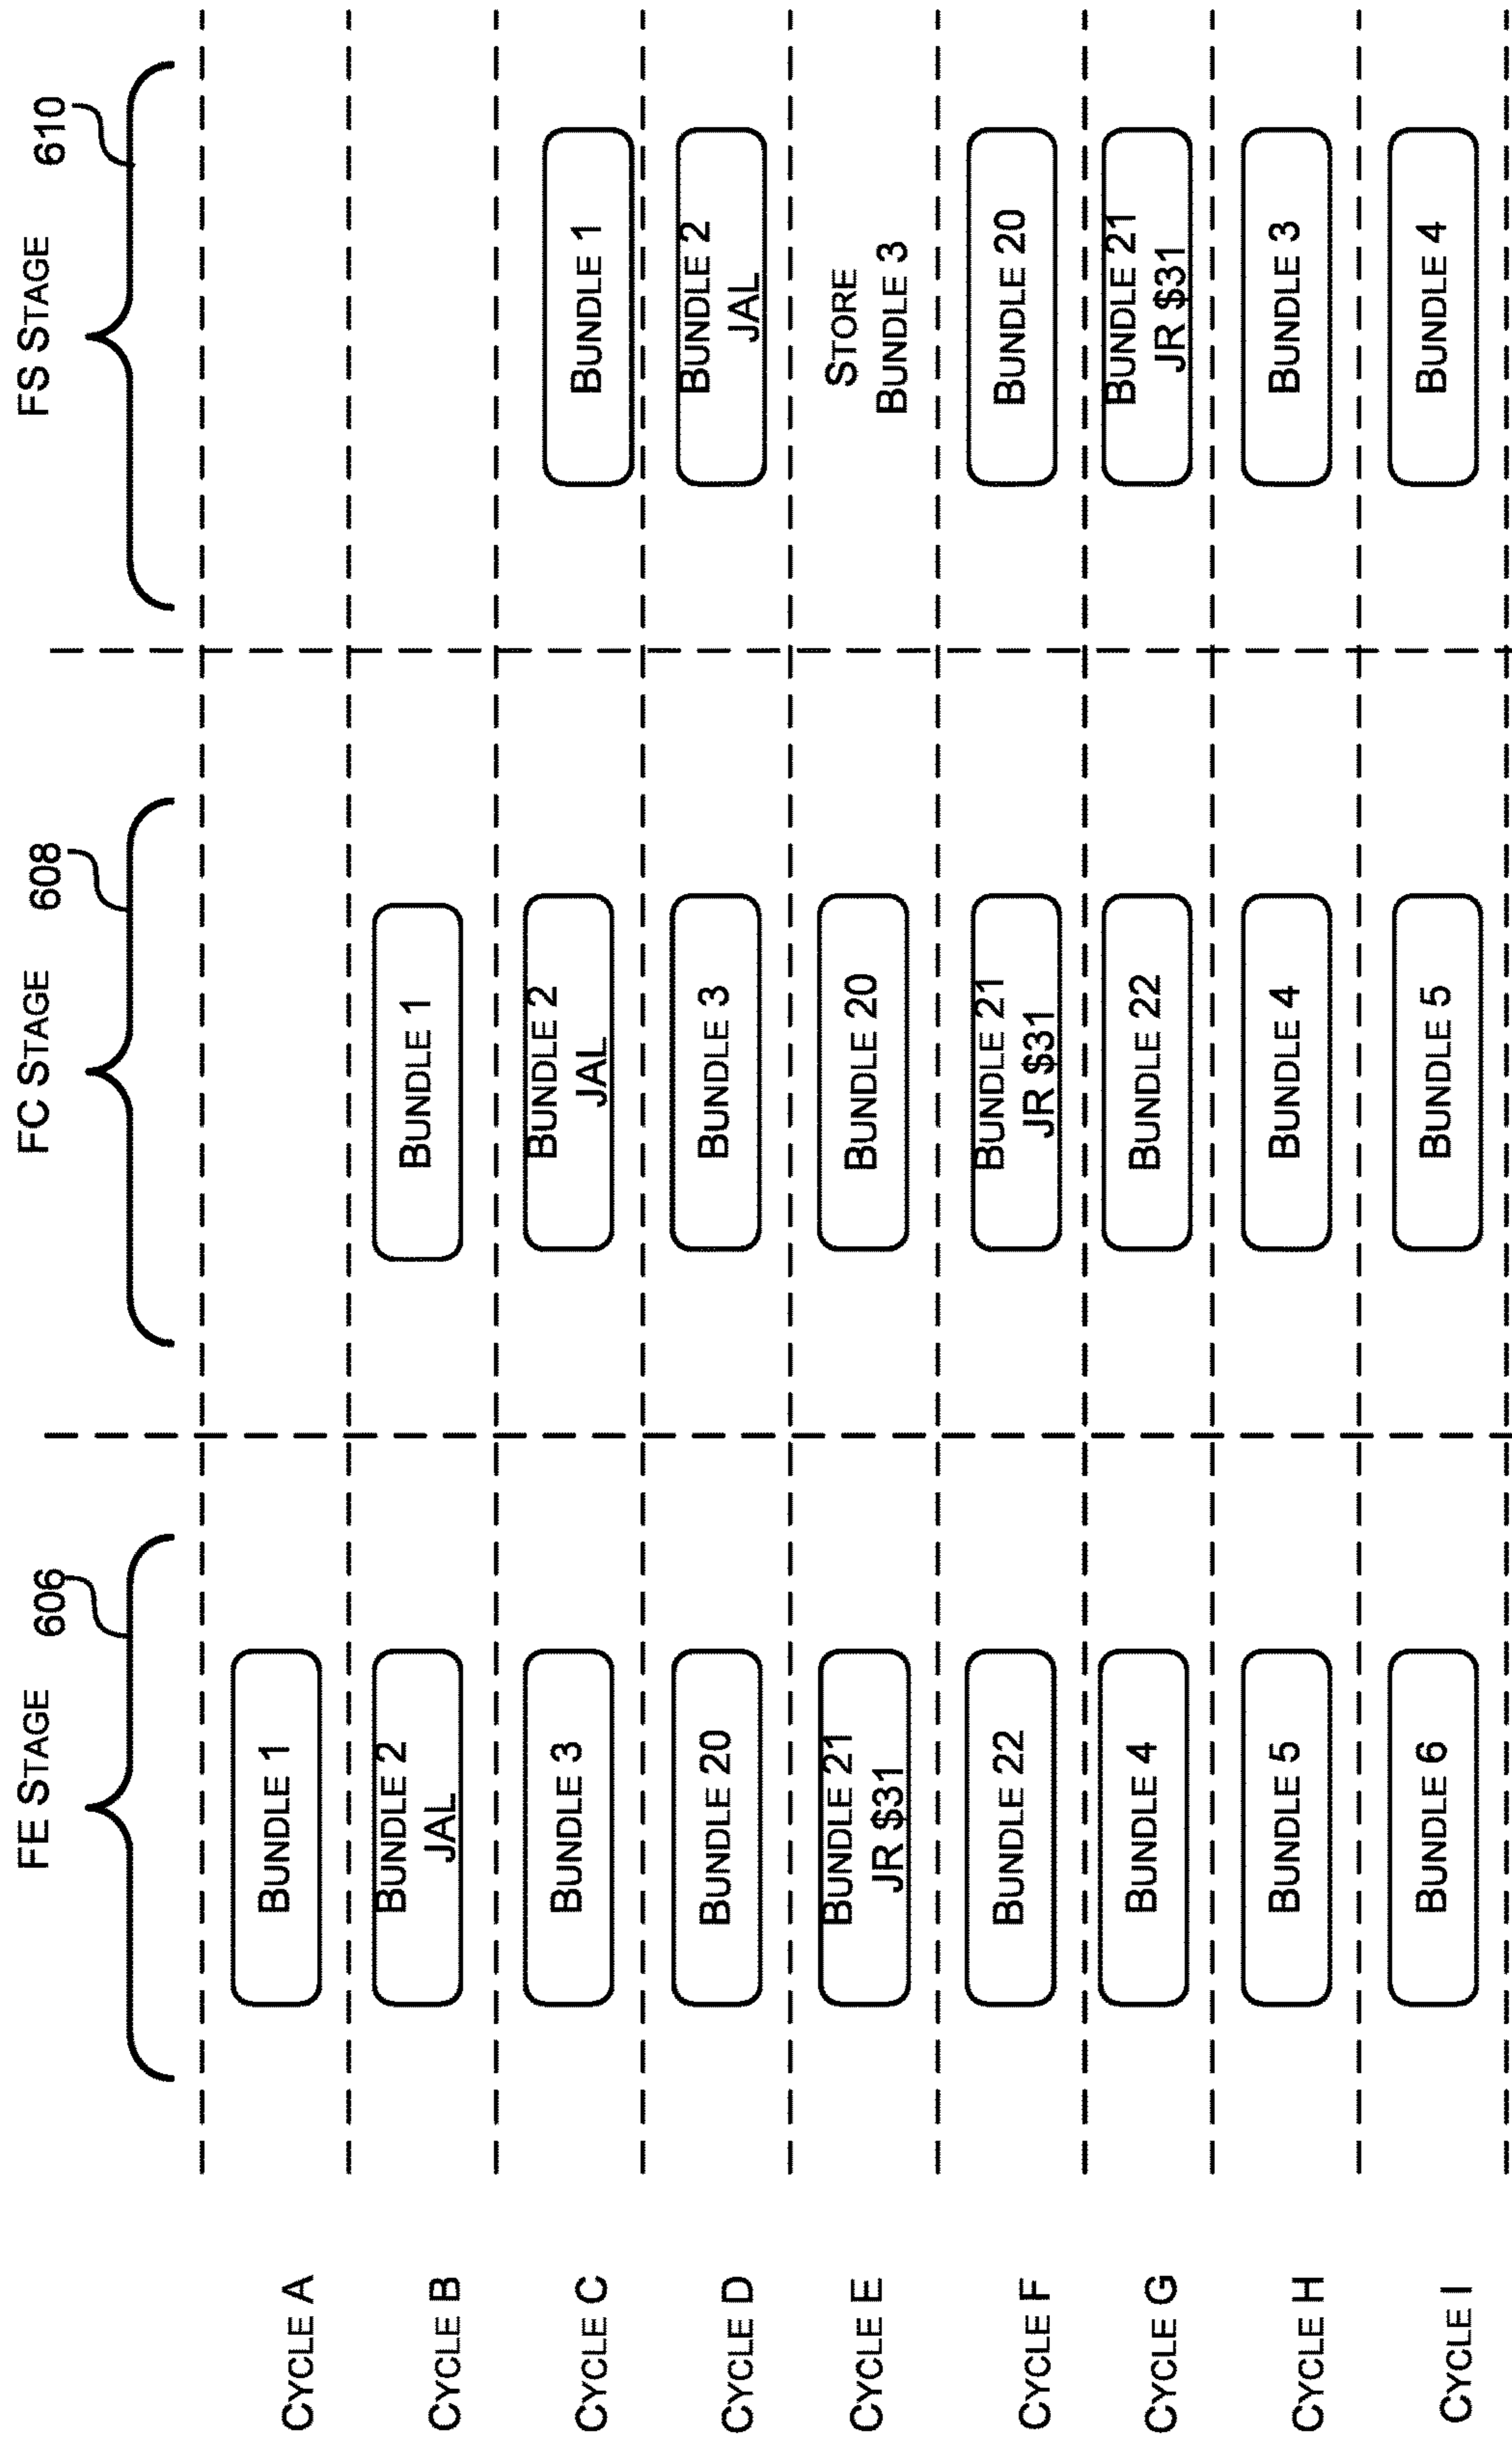 FE STAGE 606
FC STAGE 608
FS STAGE 610
CYCLE A
BUNDLE 1
CYCLE B
BUNDLE 2
JAL
BUNDLE 1
CYCLE C
BUNDLE 3
BUNDLE 2
JAL
BUNDLE 1
CYCLE D
BUNDLE 20
BUNDLE 3
BUNDLE 2
JAL
CYCLE E
BUNDLE 21
JR $31
BUNDLE 20
STORE
BUNDLE 3
CYCLE F
BUNDLE 22
BUNDLE 21
JR $31
BUNDLE 20
CYCLE G
BUNDLE 4
BUNDLE 22
BUNDLE 21
JR $31
CYCLE H
BUNDLE 5
BUNDLE 4
BUNDLE 3
CYCLE I
BUNDLE 6
BUNDLE 5
BUNDLE 4